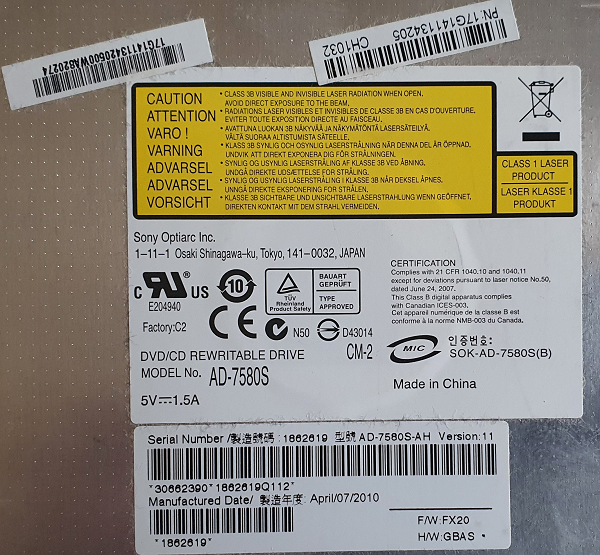 17G141134200500WAB20274
PN:17G141134205
CH1032
CAUTION
ATTENTION
VARO !
VARNING
ADVARSEL
ADVARSEL
VORSICHT
• CLASS 3B VISIBLE AND INVISIBLE LASER RADIATION WHEN OPEN.
AVOID DIRECT EXPOSURE TO THE BEAM.
• RADIATIONS LASER VISIBLES ET INVISIBLES DE CLASSE 3B EN CAS D'OUVERTURE.
EVITER TOUTE EXPOSITION DIRECTE AU FAISCEAU.
• AVATTUNA LUOKAN 3B NÄKYVÄÄ JA NÄKYMÄTÖNTÄ LASERSÄTEILYÄ.
VÄLTÄ SUORAA ALTISTUMISTA SÄTEELLE.
• KLASS 3B SYNLIG OCH OSYNLIG LASERSTRÅLNING NÄR DENNA DEL ÄR ÖPPNAD.
UNDVIK ATT DIREKT EXPONERA DIG FÖR STRÅLNINGEN.
• SYNLIG OG USYNLIG LASERSTRÅLING AF KLASSE 3B VED ÅBNING.
UNDGÅ DIREKTE UDSÆTTELSE FOR STRÅLING.
• SYNLIG OG USYNLIG LASERSTRÅLING I KLASSE 3B NÅR DEKSEL ÅPNES.
UNNGÅ DIREKTE EKSPONERING FOR STRÅLEN.
• KLASSE 3B SICHTBARE UND UNSICHTBARE LASERSTRAHLUNG WENN GEÖFFNET,
DIREKTEN KONTAKT MIT DEM STRAHL VERMEIDEN.
CLASS 1 LASER
PRODUCT
LASER KLASSE 1
PRODUKT
Sony Optiarc Inc.
1-11-1 Osaki Shinagawa-ku, Tokyo, 141-0032, JAPAN
C RU US
E204940
10
TÜV
Rheinland
Product Safety
BAUART
GEPRÜFT
TYPE
APPROVED
Factory:C2
CE
N50
D43014
CERTIFICATION
Complies with 21 CFR 1040.10 and 1040.11
except for deviations pursuant to laser notice No.50,
dated June 24, 2007.
This Class B digital apparatus complies
with Canadian ICES-003.
Cet appareil numérique de la classe B est
conforme à la norme NMB-003 du Canada.
DVD/CD REWRITABLE DRIVE
CM-2
MODEL No. AD-7580S
5V⎓1.5A
MIC
인증번호:
SOK-AD-7580S(B)
Made in China
Serial Number /製造號碼 : 1862619 型號 AD-7580S-AH Version:11
*30662390*1862619Q112*
Manufactured Date/ 製造年度: April/07/2010
*1862619*
F/W:FX20
H/W:GBAS